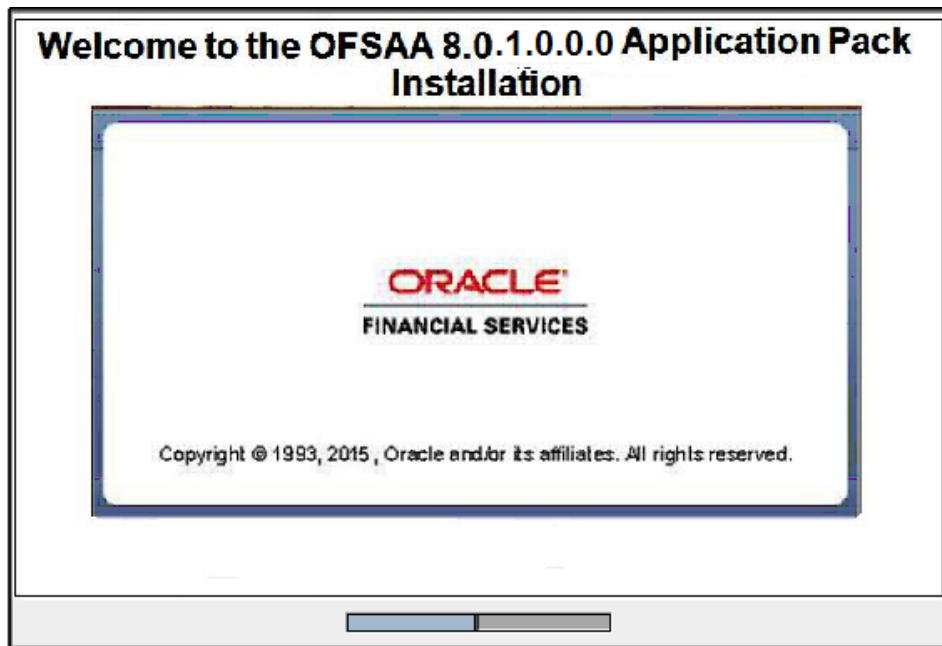 Welcome to the OFSAA 8.0.1.0.0.0 Application Pack
Installation
ORACLE
FINANCIAL SERVICES
Copyright © 1993, 2015 , Oracle and/or its affiliates. All rights reserved.